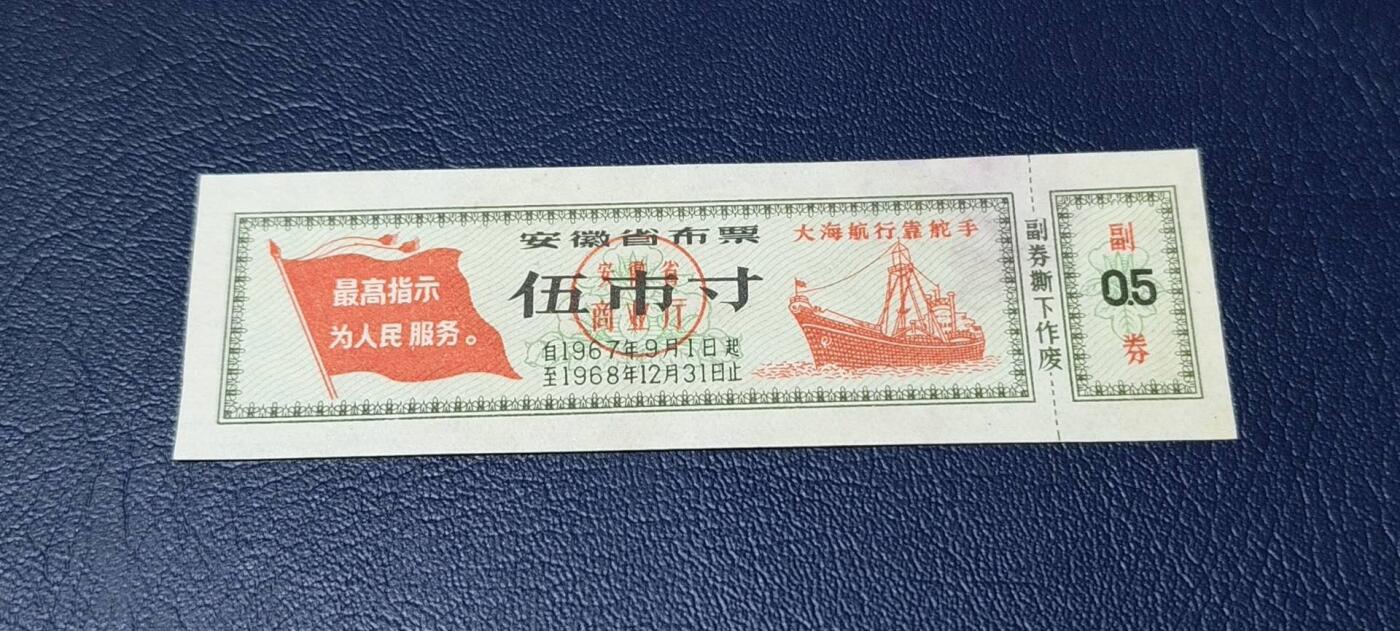 安徽省布票
大海航行靠舵手
最高指示
为人民服务。
伍市寸
安徽省
商业厅
自1967年9月1日起
至1968年12月31日止
副券撕下作废
副
0.5
券